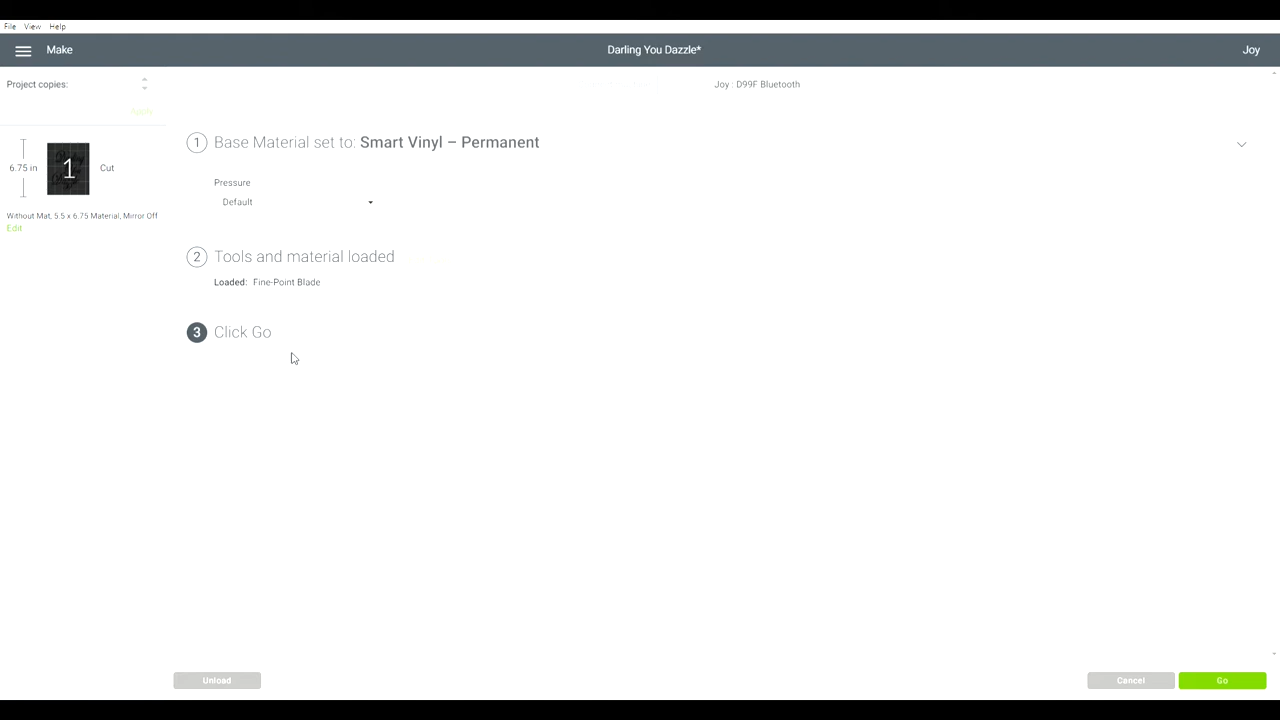 File View Help
Make Darling You Dazzle* Joy
Project copies: Joy : D99F Bluetooth
1 Base Material set to: Smart Vinyl – Permanent
6.75 in 1 Cut
Pressure
Default
Without Mat, 5.5 x 6.75 Material, Mirror Off
Edit
2 Tools and material loaded
Loaded: Fine-Point Blade
3 Click Go
Unload Cancel Go